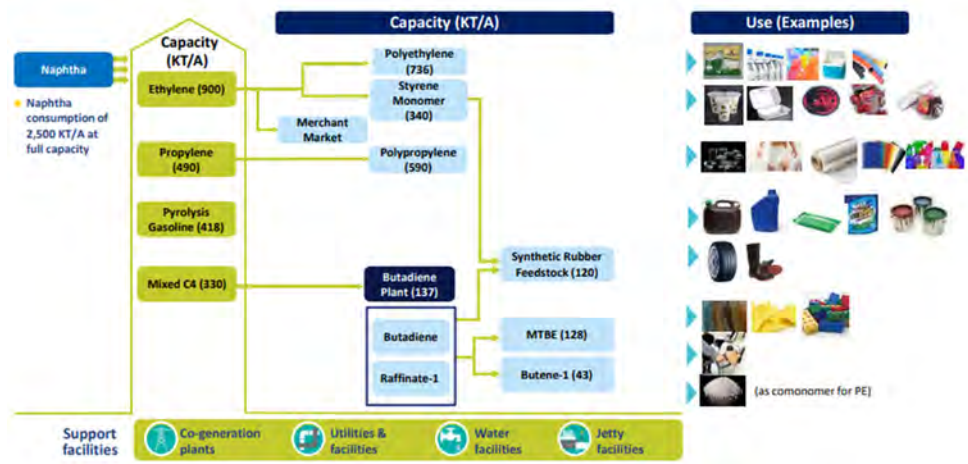 Capacity (KT/A)
Use (Examples)
Capacity
(KT/A)
Naphtha
Naphtha
consumption of
2,500 KT/A at
full capacity
Ethylene (900)
Polyethylene
(736)
Styrene
Monomer
(340)
Merchant
Market
Propylene
(490)
Polypropylene
(590)
Pyrolysis
Gasoline (418)
Mixed C4 (330)
Butadiene
Plant (137)
Synthetic Rubber
Feedstock (120)
Butadiene
Raffinate-1
MTBE (128)
Butene-1 (43)
(as comonomer for PE)
Support
facilities
Co-generation
plants
Utilities &
facilities
Water
facilities
Jetty
facilities